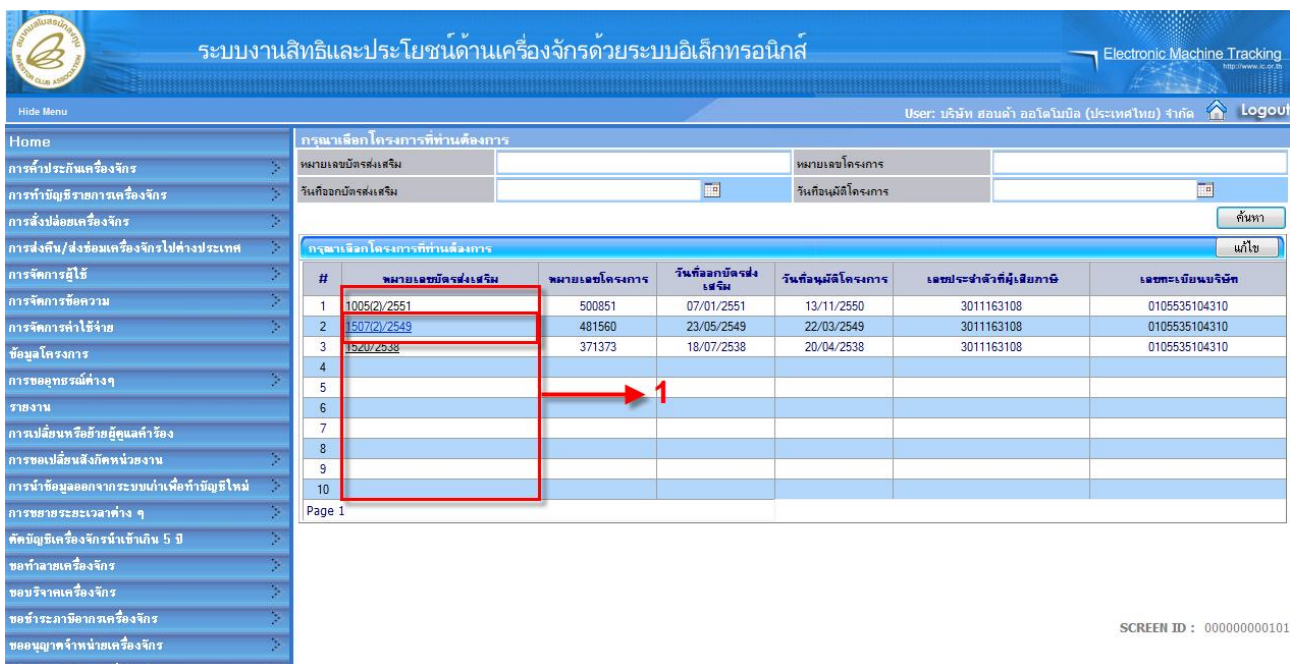 ระบบงานสิทธิและประโยชน์ด้านเครื่องจักรด้วยระบบอิเล็กทรอนิกส์
Electronic Machine Tracking
http://www.ic.or.th
Hide Menu
User: บริษัท ฮอนด้า ออโตโมบิล (ประเทศไทย) จำกัด
Logout
Home
การค้ำประกันเครื่องจักร
การทำบัญชีรายการเครื่องจักร
การสั่งปล่อยเครื่องจักร
การส่งคืน/ส่งซ่อมเครื่องจักรไปต่างประเทศ
การจัดการผู้ใช้
การจัดการข้อความ
การจัดการค่าใช้จ่าย
ข้อมูลโครงการ
การขออุทธรณ์ต่างๆ
รายงาน
การเปลี่ยนหรือย้ายผู้ดูแลคำร้อง
การขอเปลี่ยนสังกัดหน่วยงาน
การนำข้อมูลออกจากระบบเก่าเพื่อทำบัญชีใหม่
การขยายระยะเวลาต่าง ๆ
ตัดบัญชีเครื่องจักรนำเข้าเกิน 5 ปี
ขอทำลายเครื่องจักร
ขอบริจาคเครื่องจักร
ขอชำระภาษีอากรเครื่องจักร
ขออนุญาตจำหน่ายเครื่องจักร
กรุณาเลือกโครงการที่ท่านต้องการ
หมายเลขบัตรส่งเสริม หมายเลขโครงการ
วันที่ออกบัตรส่งเสริม วันที่อนุมัติโครงการ
ค้นหา
กรุณาเลือกโครงการที่ท่านต้องการ แก้ไข
# หมายเลขบัตรส่งเสริม หมายเลขโครงการ วันที่ออกบัตรส่งเสริม วันที่อนุมัติโครงการ เลขประจำตัวที่ผู้เสียภาษี เลขทะเบียนบริษัท
1 1005(2)/2551 500851 07/01/2551 13/11/2550 3011163108 0105535104310
2 1507(2)/2549 481560 23/05/2549 22/03/2549 3011163108 0105535104310
3 1520/2538 371373 18/07/2538 20/04/2538 3011163108 0105535104310
4
5
1
6
7
8
9
10
Page 1
SCREEN ID : 000000000101